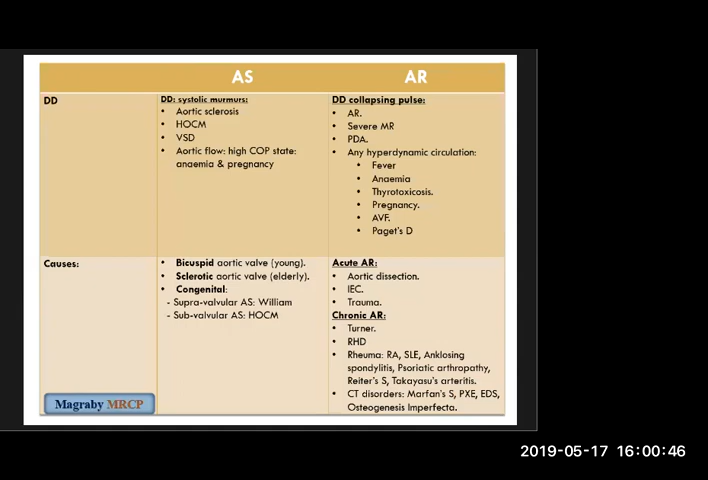 AS AR
DD
DD: systolic murmurs:
• Aortic sclerosis
• HOCM
• VSD
• Aortic flow: high COP state:
anaemia & pregnancy
DD collapsing pulse:
• AR.
• Severe MR
• PDA.
• Any hyperdynamic circulation:
• Fever
• Anaemia
• Thyrotoxicosis.
• Pregnancy.
• AVF.
• Paget's D
Causes:
• Bicuspid aortic valve (young).
• Sclerotic aortic valve (elderly).
• Congenital:
- Supra-valvular AS: William
- Sub-valvular AS: HOCM
Acute AR:
• Aortic dissection.
• IEC.
• Trauma.
Chronic AR:
• Turner.
• RHD
• Rheuma: RA, SLE, Anklosing
spondylitis, Psoriatic arthropathy,
Reiter's S, Takayasu's arteritis.
• CT disorders: Marfan's S, PXE, EDS,
Osteogenesis Imperfecta.
Magraby MRCP
2019-05-17 16:00:46